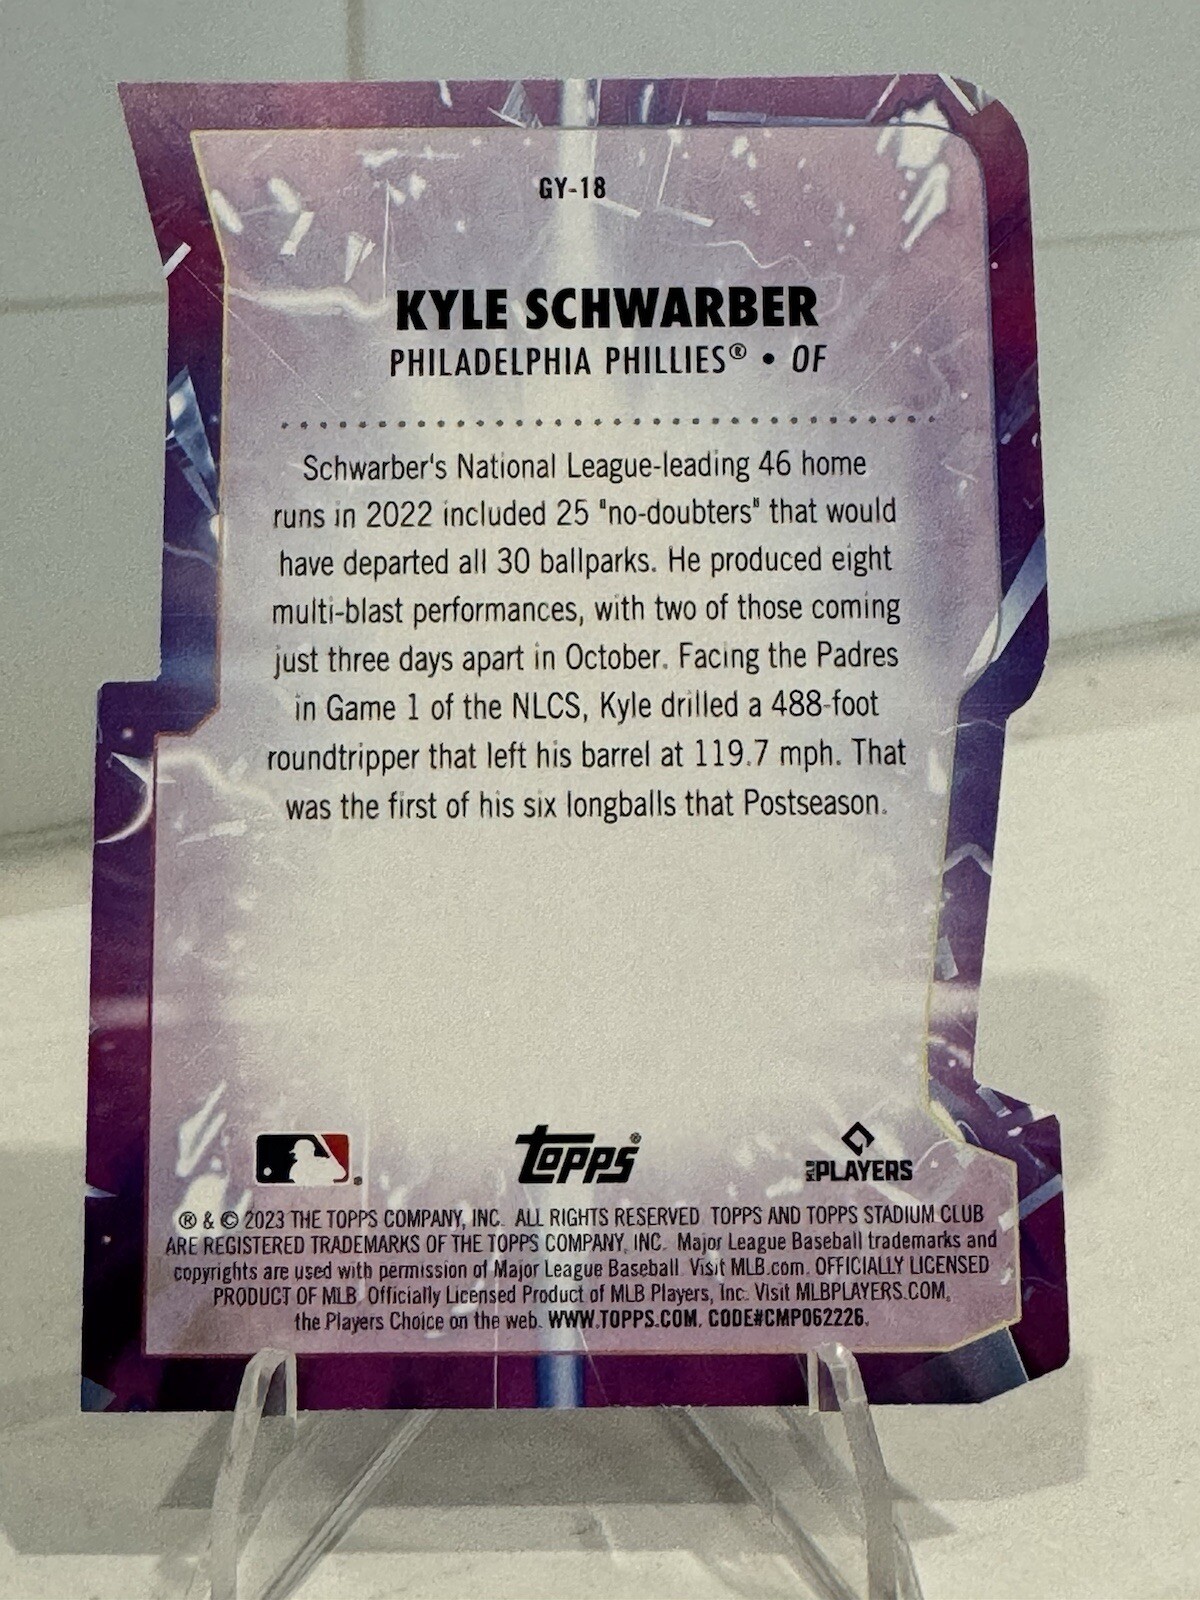 GY-18
KYLE SCHWARBER
PHILADELPHIA PHILLIES® • OF
Schwarber's National League-leading 46 home
runs in 2022 included 25 "no-doubters" that would
have departed all 30 ballparks. He produced eight
multi-blast performances, with two of those coming
just three days apart in October. Facing the Padres
in Game 1 of the NLCS, Kyle drilled a 488-foot
roundtripper that left his barrel at 119.7 mph. That
was the first of his six longballs that Postseason.
TOPPS®
MLB PLAYERS
® & © 2023 THE TOPPS COMPANY, INC. ALL RIGHTS RESERVED. TOPPS AND TOPPS STADIUM CLUB
ARE REGISTERED TRADEMARKS OF THE TOPPS COMPANY, INC. Major League Baseball trademarks and
copyrights are used with permission of Major League Baseball. Visit MLB.com. OFFICIALLY LICENSED
PRODUCT OF MLB. Officially Licensed Product of MLB Players, Inc. Visit MLBPLAYERS.COM,
the Players Choice on the web. WWW.TOPPS.COM. CODE#CMP062226.